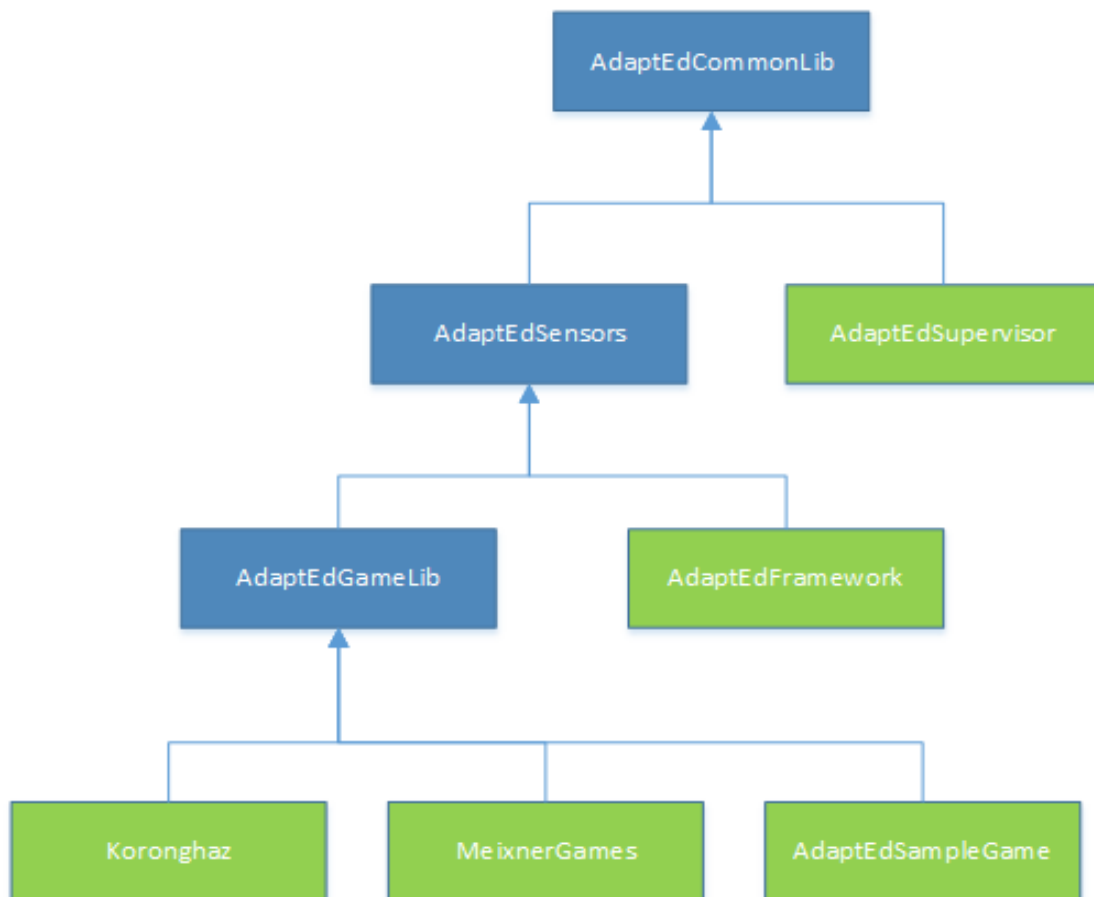 AdaptEdCommonLib
AdaptEdSensors
AdaptEdSupervisor
AdaptEdGameLib
AdaptEdFramework
Koronghaz
MeixnerGames
AdaptEdSampleGame